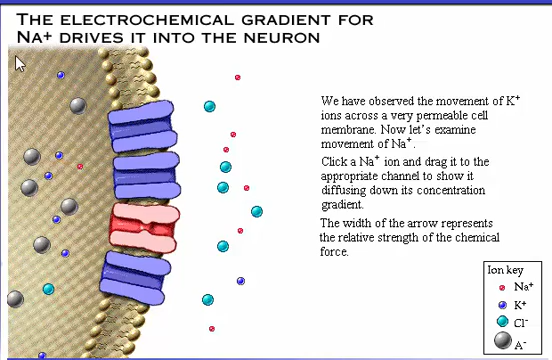 THE ELECTROCHEMICAL GRADIENT FOR
Na+ DRIVES IT INTO THE NEURON
We have observed the movement of K+
ions across a very permeable cell
membrane. Now let's examine
movement of Na+.
Click a Na+ ion and drag it to the
appropriate channel to show it
diffusing down its concentration
gradient.
The width of the arrow represents
the relative strength of the chemical
force.
Ion key
Na+
K+
Cl-
A-